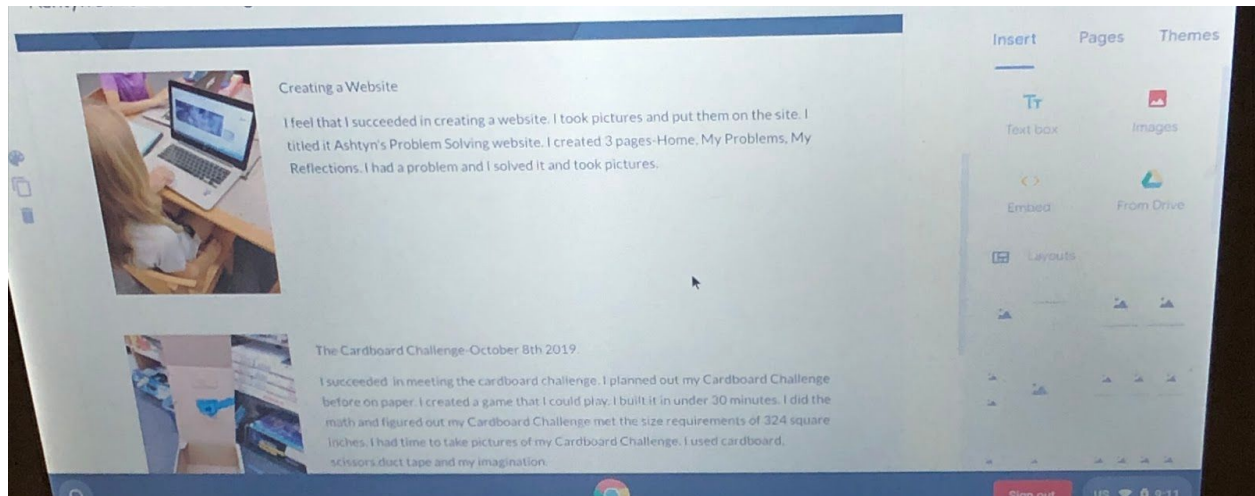 Insert Pages Themes
Creating a Website
I feel that I succeeded in creating a website. I took pictures and put them on the site. I
titled it Ashtyn's Problem Solving website. I created 3 pages-Home, My Problems, My
Reflections. I had a problem and I solved it and took pictures.
Text box Images
Embed From Drive
Layouts
The Cardboard Challenge-October 8th 2019
I succeeded in meeting the cardboard challenge. I planned out my Cardboard Challenge
before on paper. I created a game that I could play. I built it in under 30 minutes. I did the
math and figured out my Cardboard Challenge met the size requirements of 324 square
inches. I had time to take pictures of my Cardboard Challenge. I used cardboard,
scissors duct tape and my imagination
Sign out US 9:11